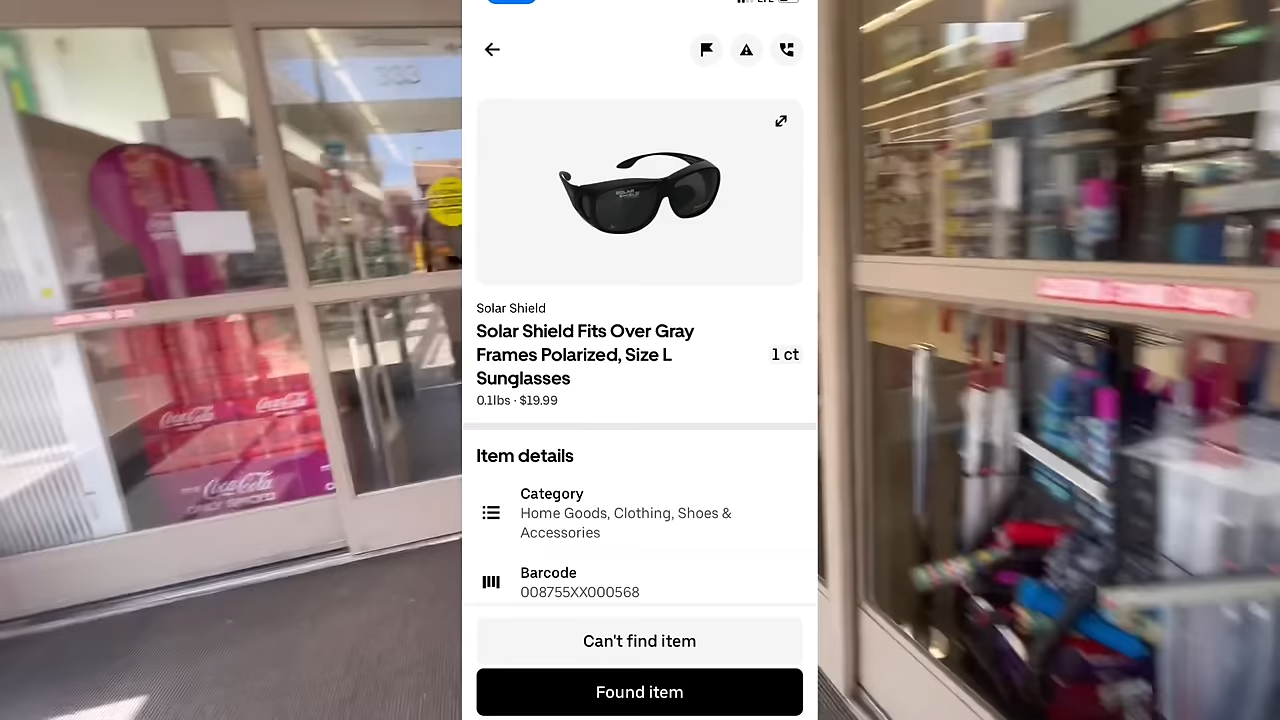 Solar Shield
Solar Shield Fits Over Gray
Frames Polarized, Size L
Sunglasses
1 ct
0.1lbs · $19.99
Item details
Category
Home Goods, Clothing, Shoes &
Accessories
Barcode
008755XX000568
Can't find item
Found item
SOLAR
SHIELD
Coca-Cola
Coca-Cola
Coca-Cola